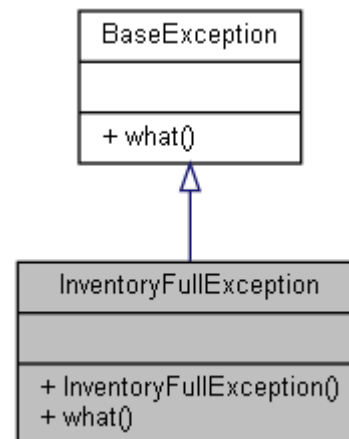 BaseException
+ what()
InventoryFullException
+ InventoryFullException()
+ what()